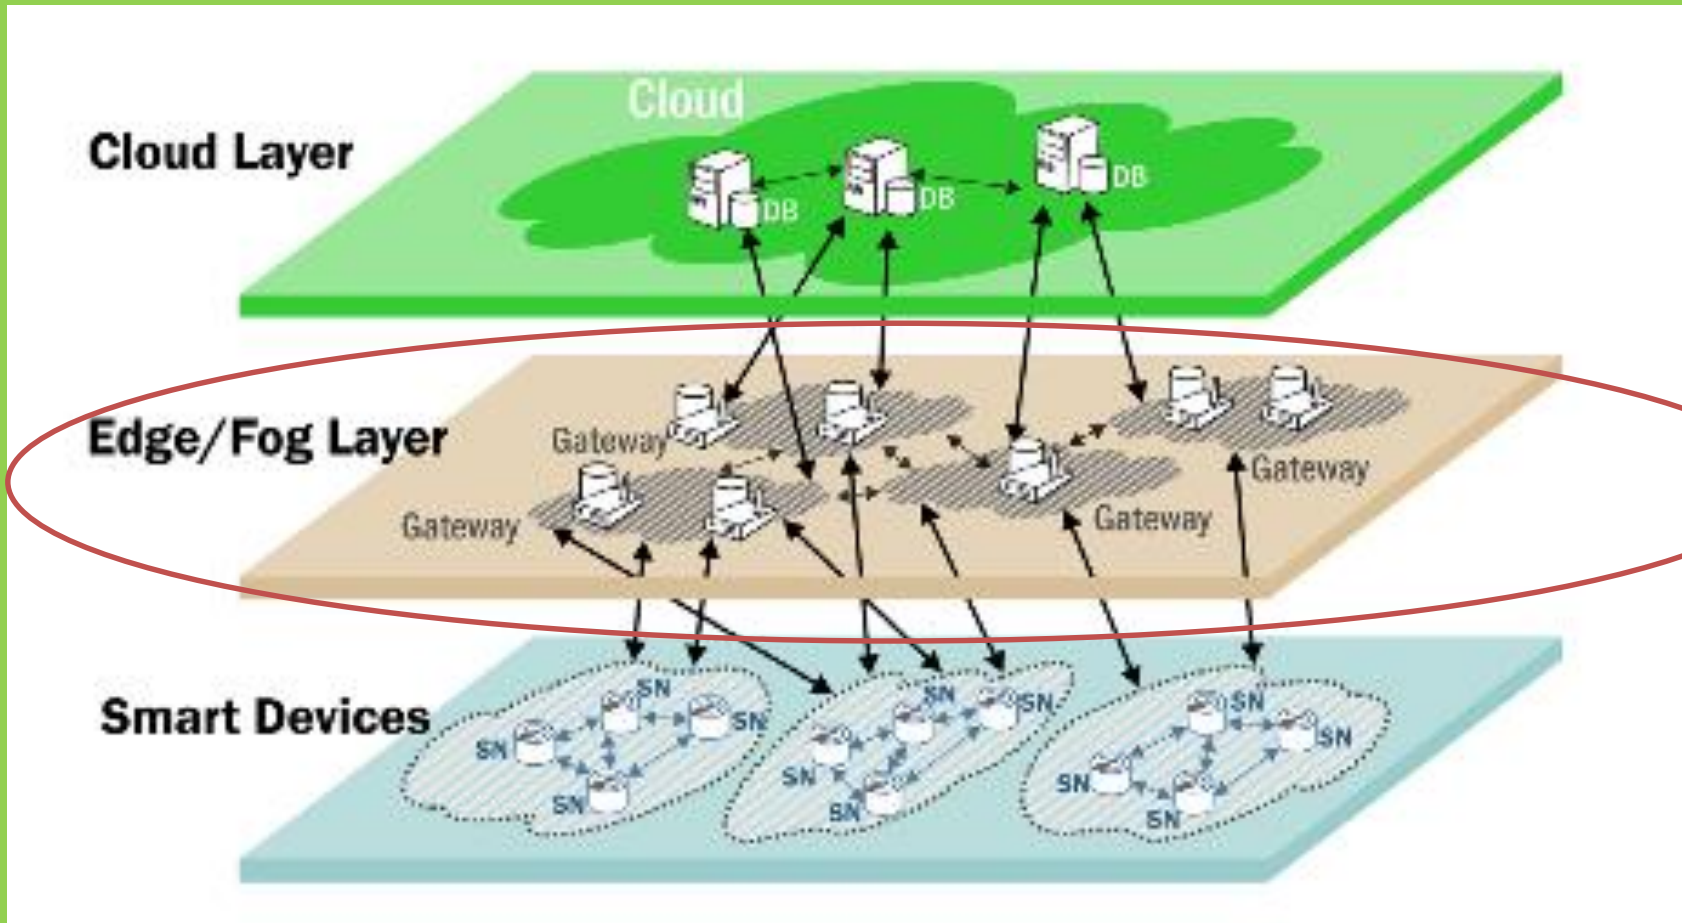 Cloud
Cloud Layer
DB
DB
DB
Edge/Fog Layer
Gateway
Gateway
Gateway
Gateway
Smart Devices
SN
SN
SN
SN
SN
SN
SN
SN
SN
SN
SN
SN